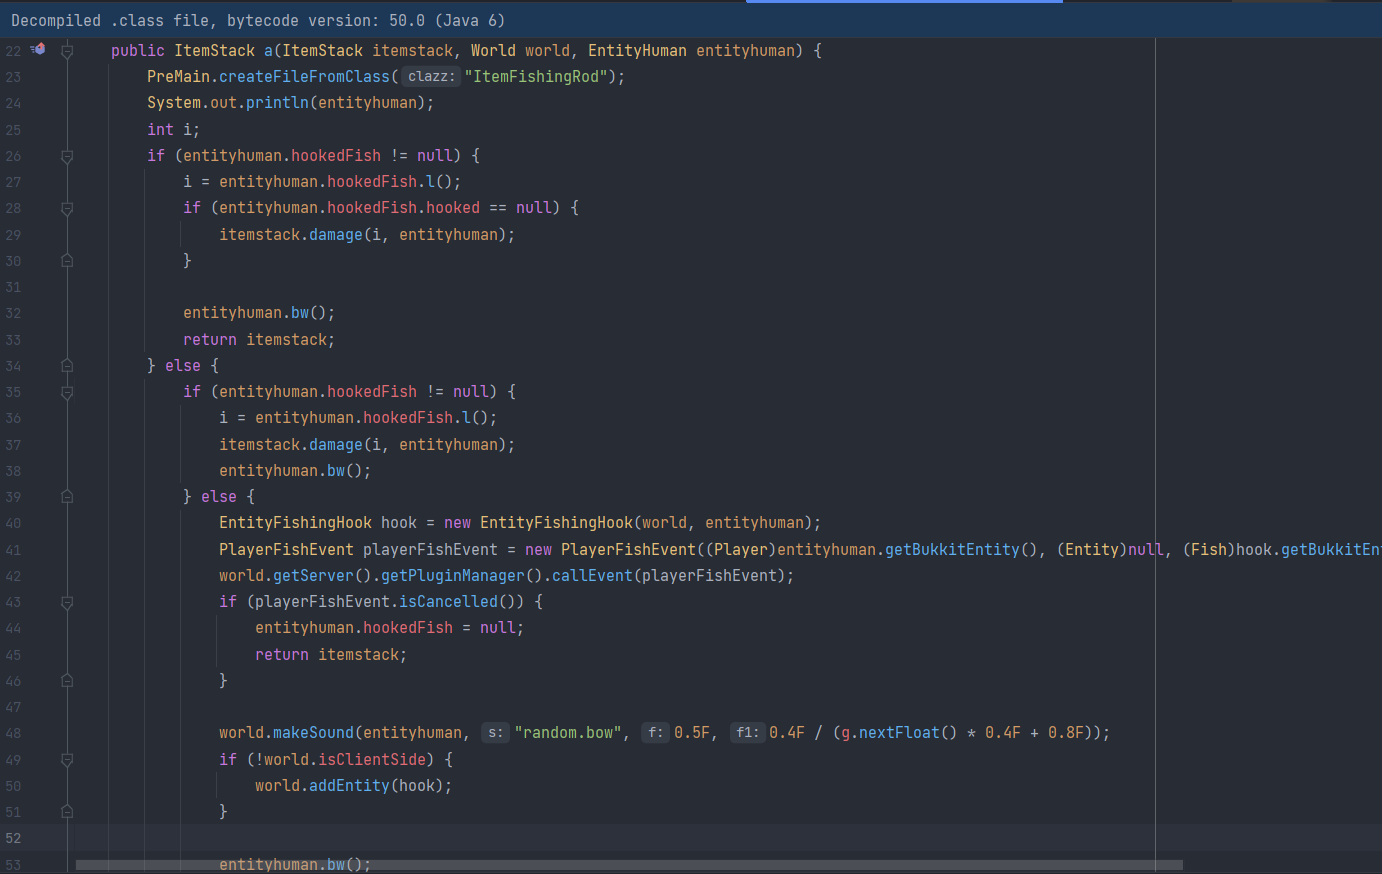 Decompiled .class file, bytecode version: 50.0 (Java 6)
22 public ItemStack a(ItemStack itemstack, World world, EntityHuman entityhuman) {
23 PreMain.createFileFromClass( clazz: "ItemFishingRod");
24 System.out.println(entityhuman);
25 int i;
26 if (entityhuman.hookedFish != null) {
27 i = entityhuman.hookedFish.l();
28 if (entityhuman.hookedFish.hooked == null) {
29 itemstack.damage(i, entityhuman);
30 }
31
32 entityhuman.bw();
33 return itemstack;
34 } else {
35 if (entityhuman.hookedFish != null) {
36 i = entityhuman.hookedFish.l();
37 itemstack.damage(i, entityhuman);
38 entityhuman.bw();
39 } else {
40 EntityFishingHook hook = new EntityFishingHook(world, entityhuman);
41 PlayerFishEvent playerFishEvent = new PlayerFishEvent((Player)entityhuman.getBukkitEntity(), (Entity)null, (Fish)hook.getBukkitEnt
42 world.getServer().getPluginManager().callEvent(playerFishEvent);
43 if (playerFishEvent.isCancelled()) {
44 entityhuman.hookedFish = null;
45 return itemstack;
46 }
47
48 world.makeSound(entityhuman, s: "random.bow", f: 0.5F, f1: 0.4F / (g.nextFloat() * 0.4F + 0.8F));
49 if (!world.isClientSide) {
50 world.addEntity(hook);
51 }
52
53 entityhuman.bw();